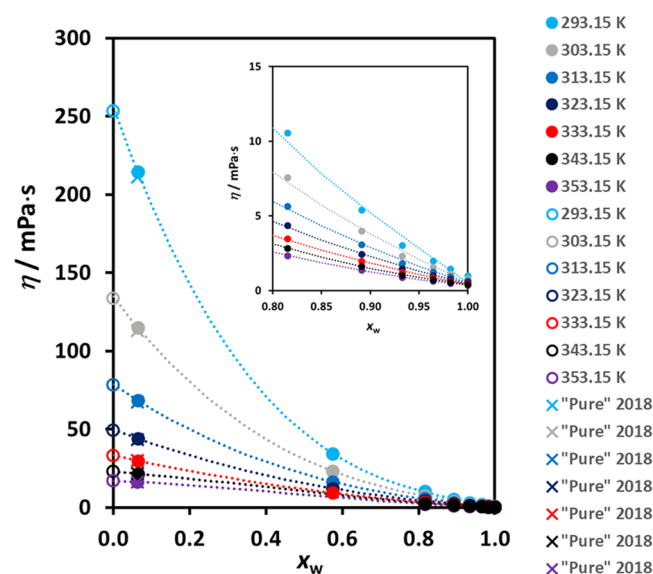 300
250
200
150
100
50
0
η / mPa·s
0.0 0.2 0.4 0.6 0.8 1.0
xw
15
10
5
0
η / mPa·s
0.80 0.85 0.90 0.95 1.00
xw
293.15 K
303.15 K
313.15 K
323.15 K
333.15 K
343.15 K
353.15 K
293.15 K
303.15 K
313.15 K
323.15 K
333.15 K
343.15 K
353.15 K
"Pure" 2018
"Pure" 2018
"Pure" 2018
"Pure" 2018
"Pure" 2018
"Pure" 2018
"Pure" 2018